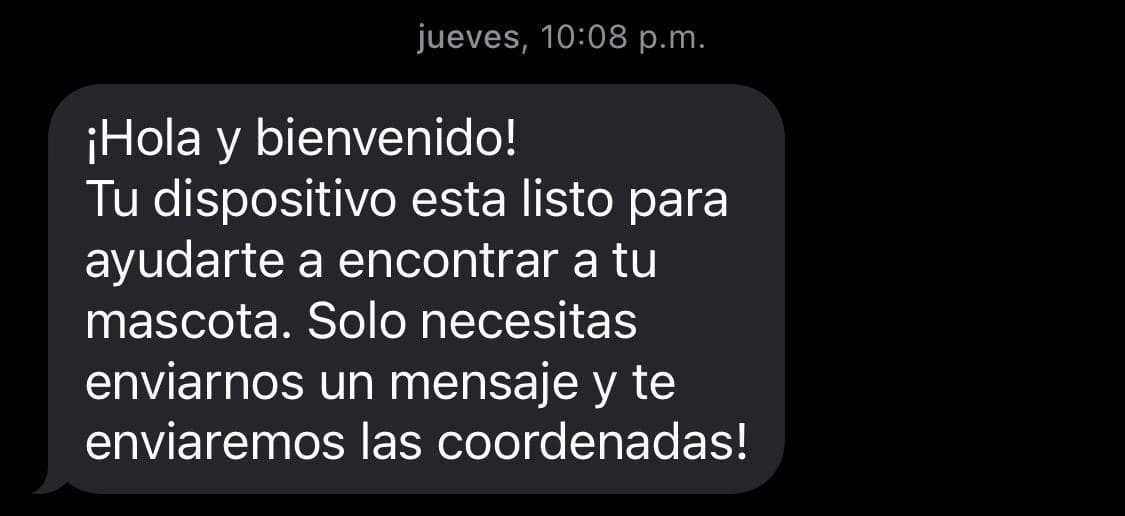 jueves, 10:08 p.m.
¡Hola y bienvenido!
Tu dispositivo esta listo para
ayudarte a encontrar a tu
mascota. Solo necesitas
enviarnos un mensaje y te
enviaremos las coordenadas!